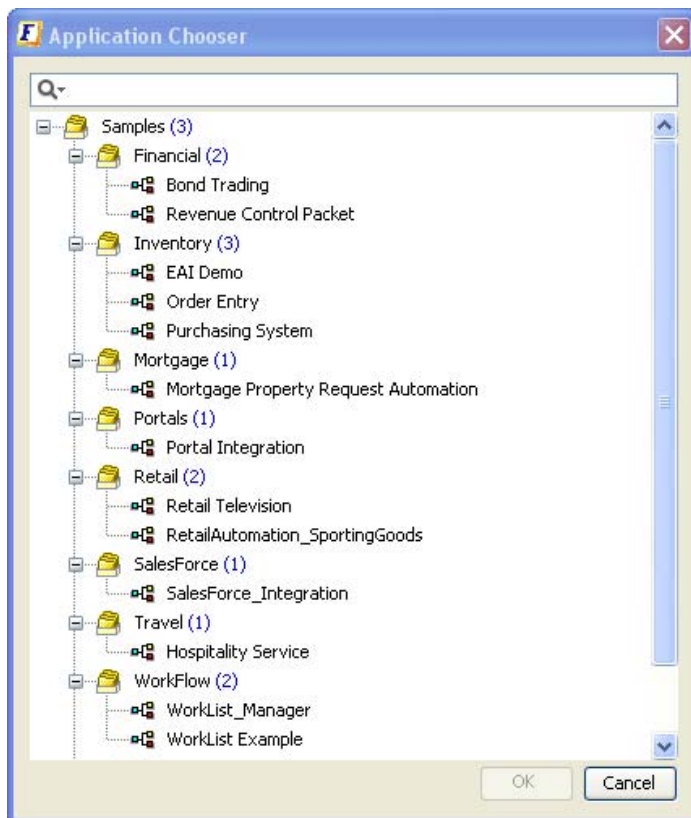 F Application Chooser
Samples (3)
Financial (2)
Bond Trading
Revenue Control Packet
Inventory (3)
EAI Demo
Order Entry
Purchasing System
Mortgage (1)
Mortgage Property Request Automation
Portals (1)
Portal Integration
Retail (2)
Retail Television
RetailAutomation_SportingGoods
SalesForce (1)
SalesForce_Integration
Travel (1)
Hospitality Service
WorkFlow (2)
WorkList_Manager
WorkList Example
OK Cancel